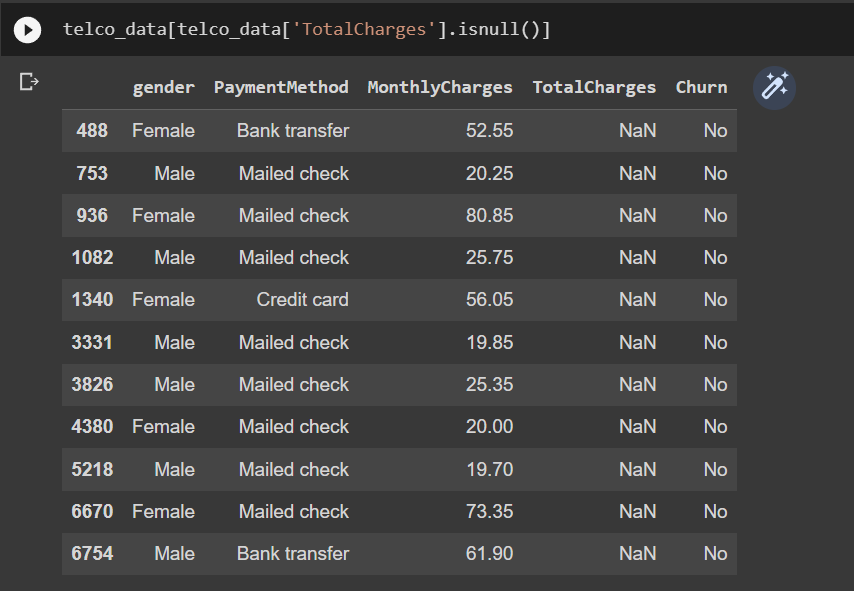 telco_data[telco_data['TotalCharges'].isnull()]
gender PaymentMethod MonthlyCharges TotalCharges Churn
488 Female Bank transfer 52.55 NaN No
753 Male Mailed check 20.25 NaN No
936 Female Mailed check 80.85 NaN No
1082 Male Mailed check 25.75 NaN No
1340 Female Credit card 56.05 NaN No
3331 Male Mailed check 19.85 NaN No
3826 Male Mailed check 25.35 NaN No
4380 Female Mailed check 20.00 NaN No
5218 Male Mailed check 19.70 NaN No
6670 Female Mailed check 73.35 NaN No
6754 Male Bank transfer 61.90 NaN No